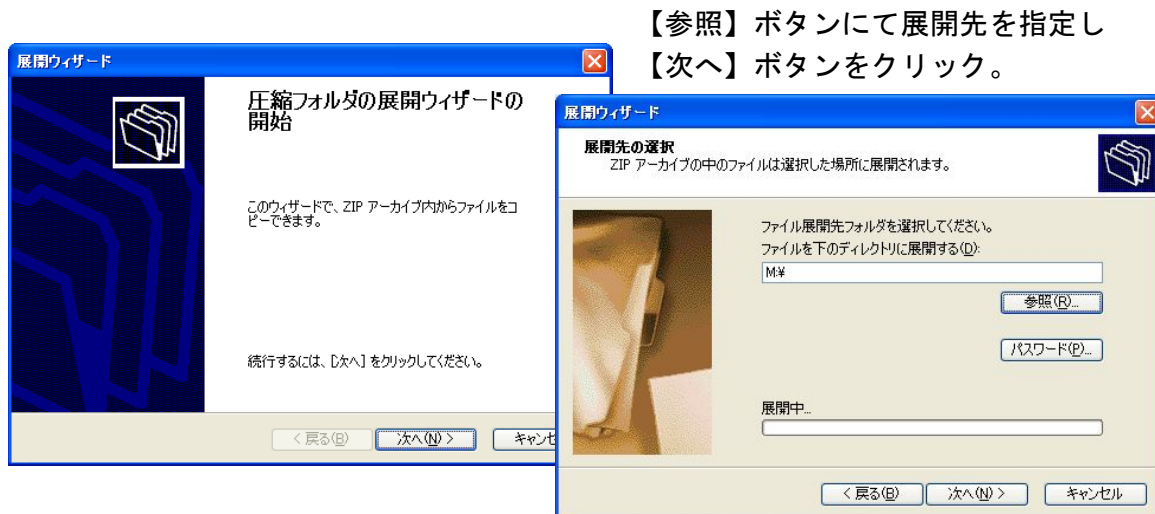 【参照】ボタンにて展開先を指定し
【次へ】ボタンをクリック。
展開ウィザード
圧縮フォルダの展開ウィザードの
開始
このウィザードで、ZIP アーカイブ内からファイルをコ
ピーできます。
続行するには、[次へ] をクリックしてください。
< 戻る(B)
次へ(N) >
キャンセ
展開ウィザード
展開先の選択
ZIP アーカイブの中のファイルは選択した場所に展開されます。
ファイル展開先フォルダを選択してください。
ファイルを下のディレクトリに展開する(D):
M:¥
参照(R)...
パスワード(P)...
展開中...
< 戻る(B)
次へ(N) >
キャンセル